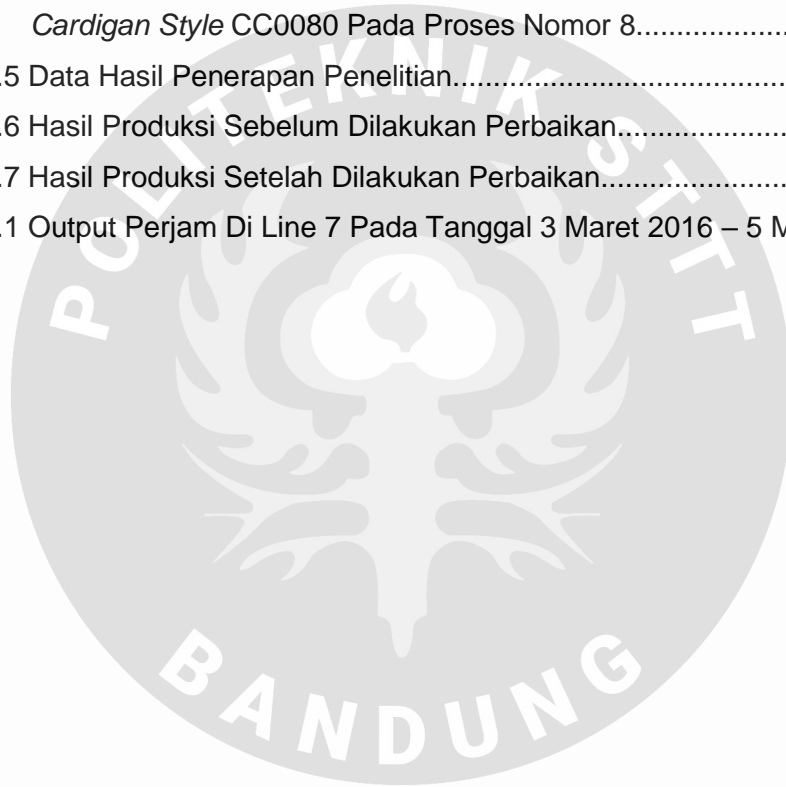 Cardigan Style CC0080 Pada Proses Nomor 8....................
.5 Data Hasil Penerapan Penelitian.............................................
.6 Hasil Produksi Sebelum Dilakukan Perbaikan.......................
.7 Hasil Produksi Setelah Dilakukan Perbaikan.........................
.1 Output Perjam Di Line 7 Pada Tanggal 3 Maret 2016 – 5 M
POLITEKNIK STTT
BANDUNG